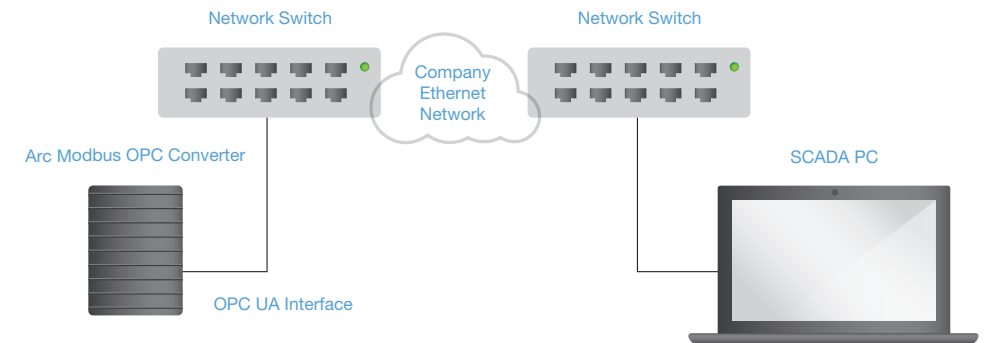 Network Switch
Network Switch
Company
Ethernet
Network
Arc Modbus OPC Converter
SCADA PC
OPC UA Interface